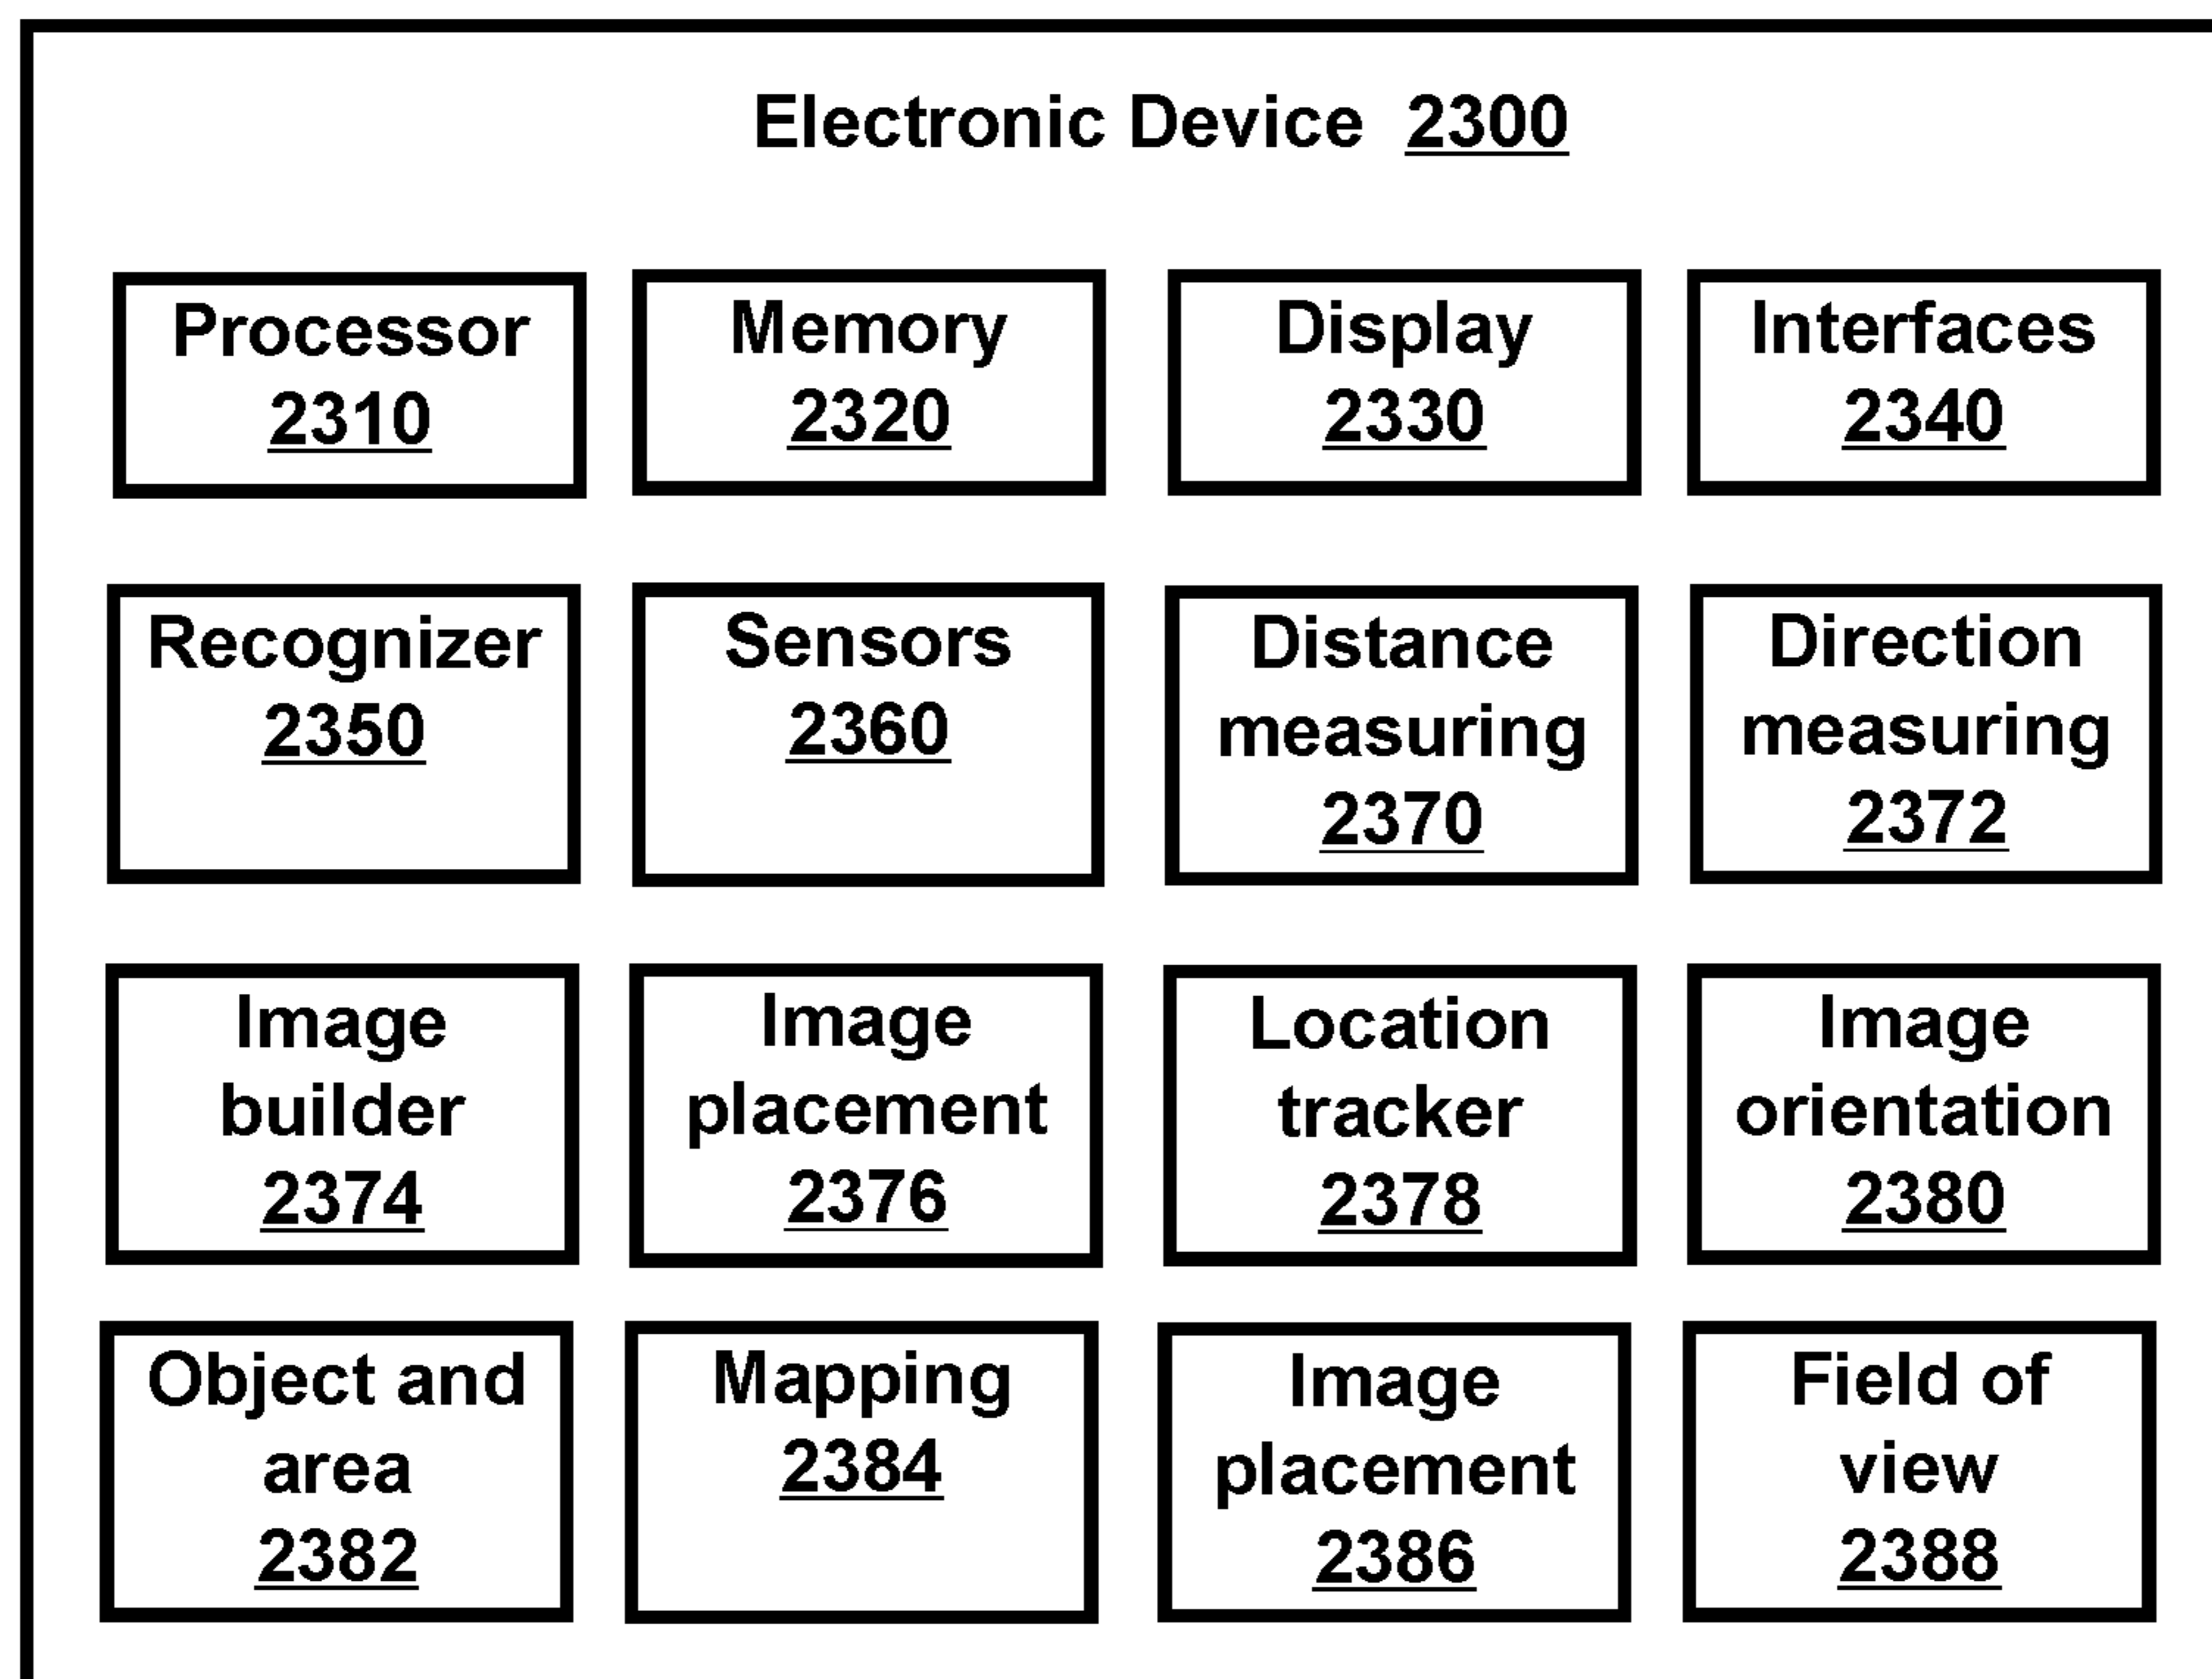 Electronic Device 2300
Processor
2310
Memory
2320
Display
2330
Interfaces
2340
Recognizer
2350
Sensors
2360
Distance
measuring
2370
Direction
measuring
2372
Image
builder
2374
Image
placement
2376
Location
tracker
2378
Image
orientation
2380
Object and
area
2382
Mapping
2384
Image
placement
2386
Field of
view
2388